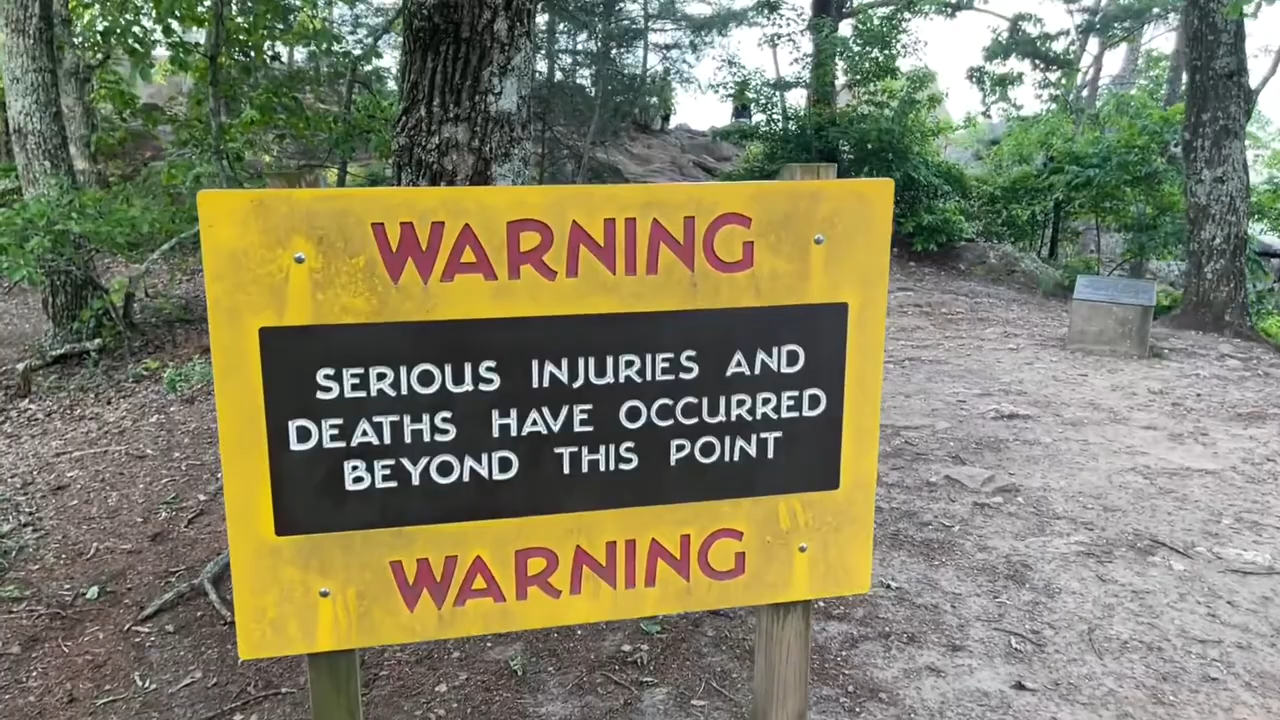 WARNING
SERIOUS INJURIES AND
DEATHS HAVE OCCURRED
BEYOND THIS POINT
WARNING